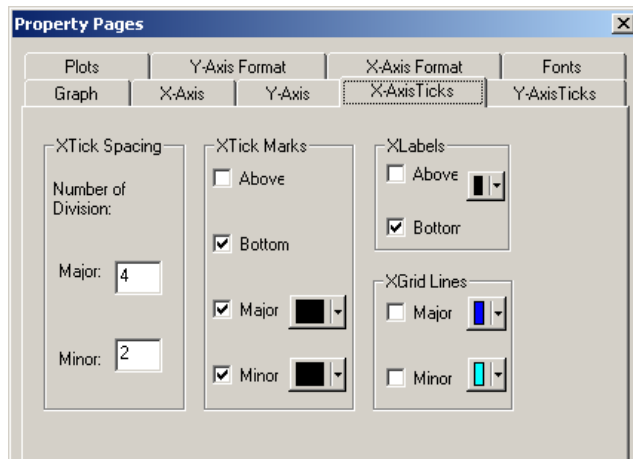 Property Pages
Plots
Y-Axis Format
X-Axis Format
Fonts
Graph
X-Axis
Y-Axis
X-AxisTicks
Y-AxisTicks
XTick Spacing
Number of
Division:
Major: 4
Minor: 2
XTick Marks
Above
Bottom
Major
Minor
XLabels
Above
Bottom
XGrid Lines
Major
Minor